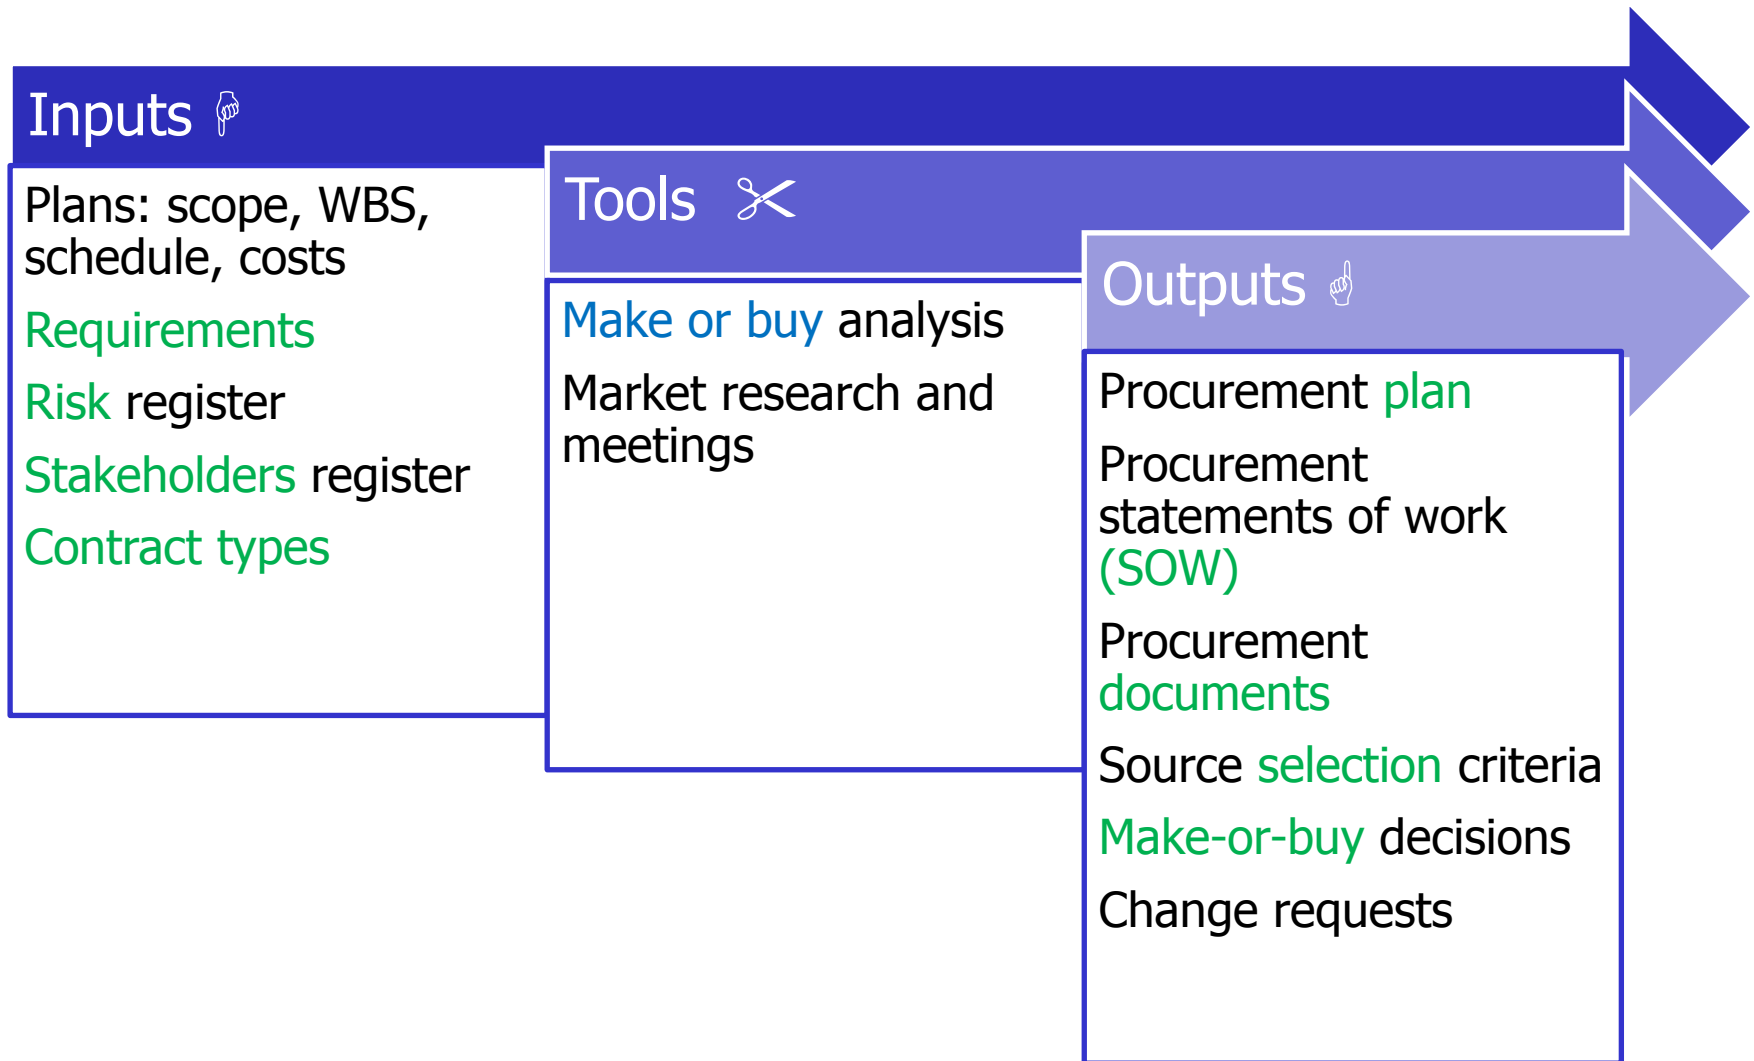 Inputs ☟
Plans: scope, WBS,
schedule, costs
Requirements
Risk register
Stakeholders register
Contract types
Tools ✂
Make or buy analysis
Market research and
meetings
Outputs ☝
Procurement plan
Procurement
statements of work
(SOW)
Procurement
documents
Source selection criteria
Make-or-buy decisions
Change requests